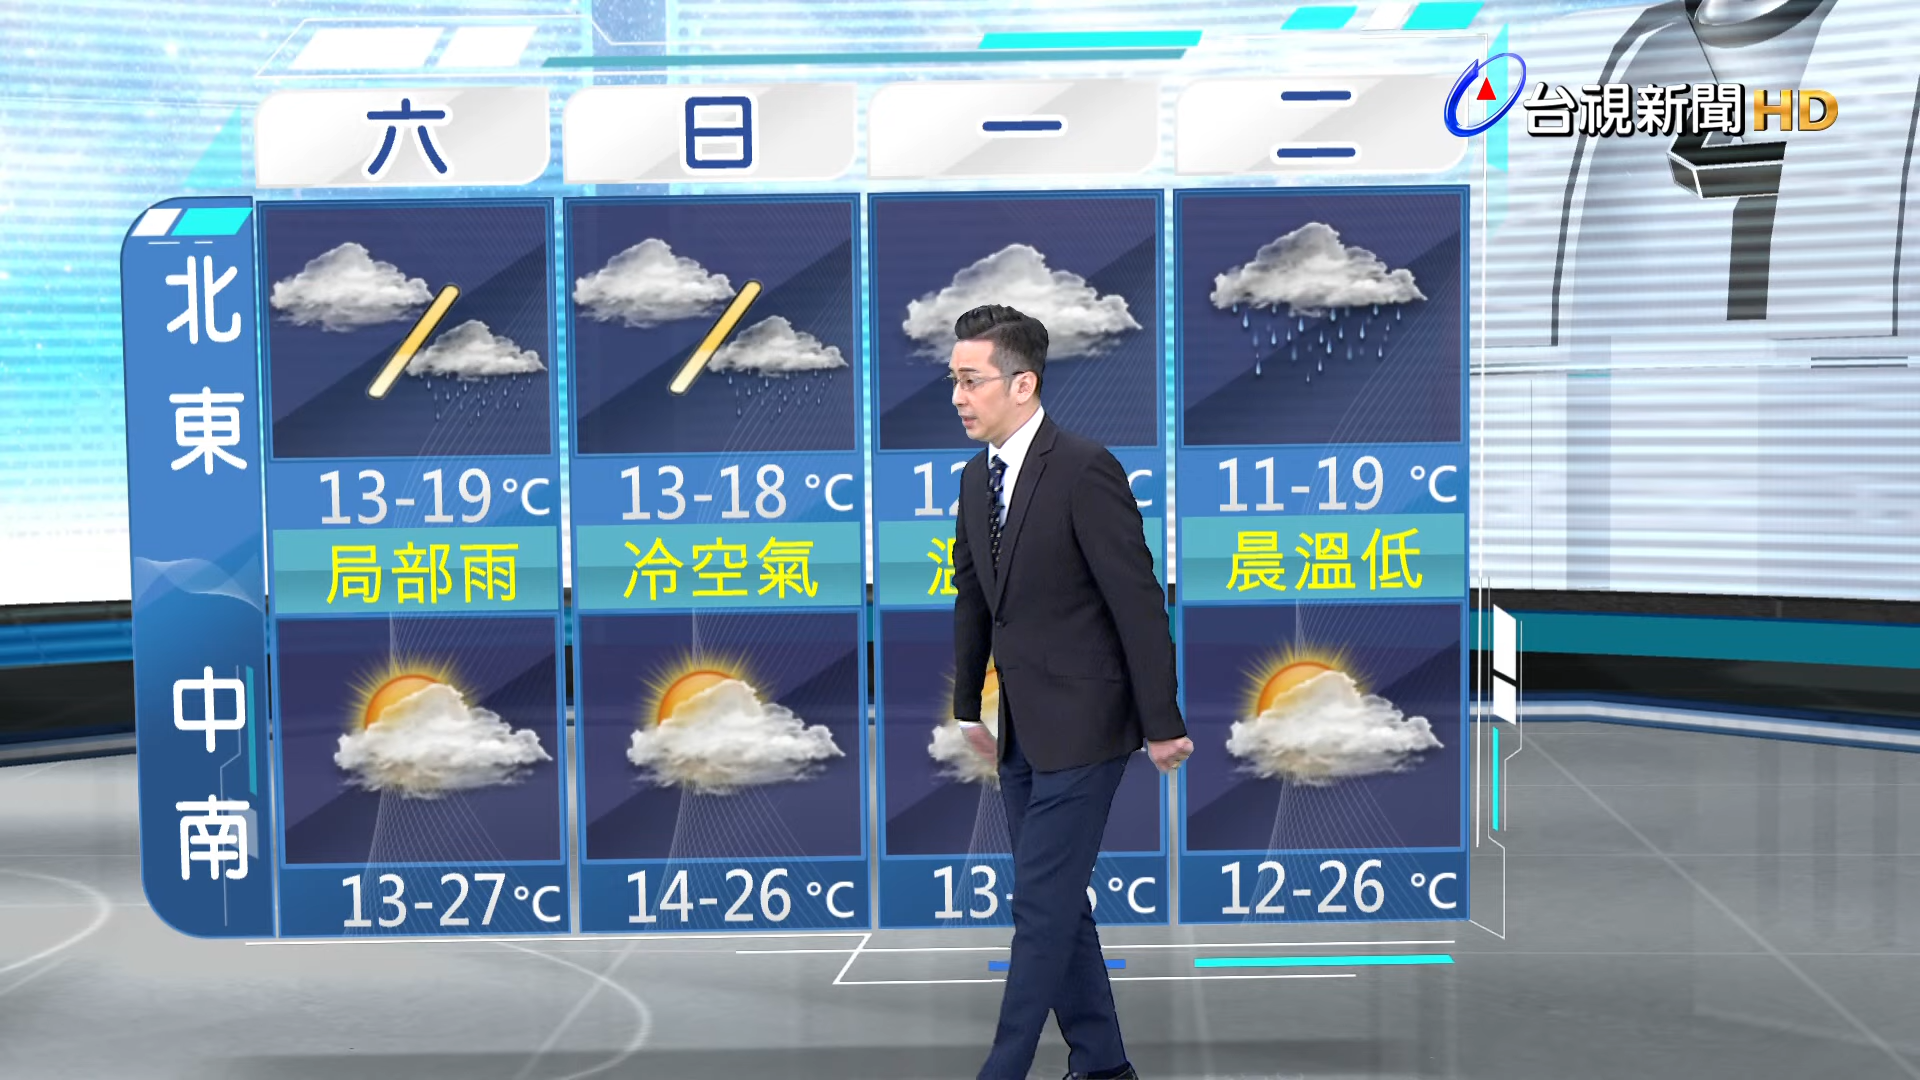 台視新聞HD
六 日 一 二
北東
13-19°C 13-18°C 11-19°C
局部雨 冷空氣 晨溫低
中南
13-27°C 14-26°C 12-26°C